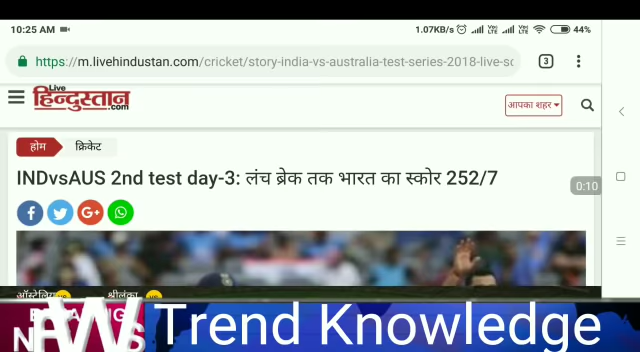 10:25 AM 1.07KB/s 44%
https://m.livehindustan.com/cricket/story-india-vs-australia-test-series-2018-live-sc
3
Live
हिन्दुस्तान
.com
आपका शहर
होम क्रिकेट
INDvsAUS 2nd test day-3: लंच ब्रेक तक भारत का स्कोर 252/7
0:10
Trend Knowledge